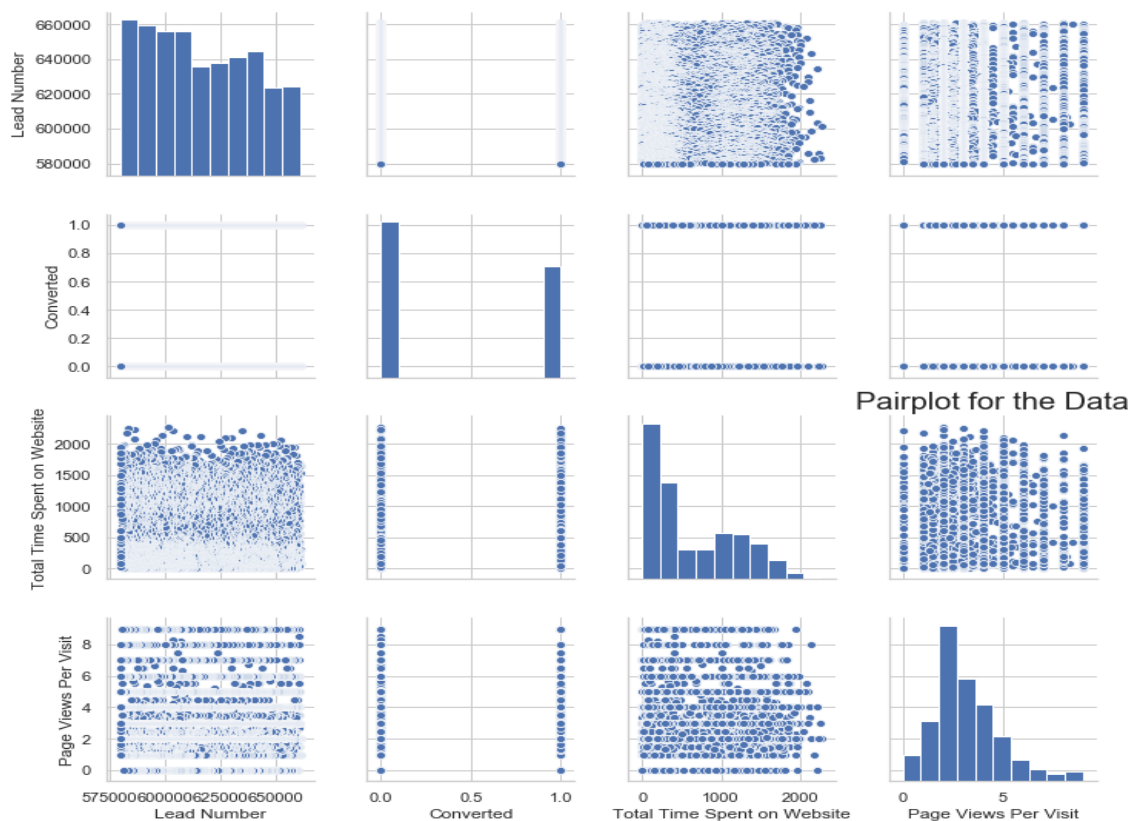 660000
640000
620000
600000
580000
Lead Number
1.0
0.8
0.6
0.4
0.2
0.0
Converted
Pairplot for the Data
2000
1500
1000
500
0
Total Time Spent on Website
8
6
4
2
0
Page Views Per Visit
575000600000625000650000
Lead Number
0.0 1.0
Converted
0 1000 2000
Total Time Spent on Website
0 5
Page Views Per Visit